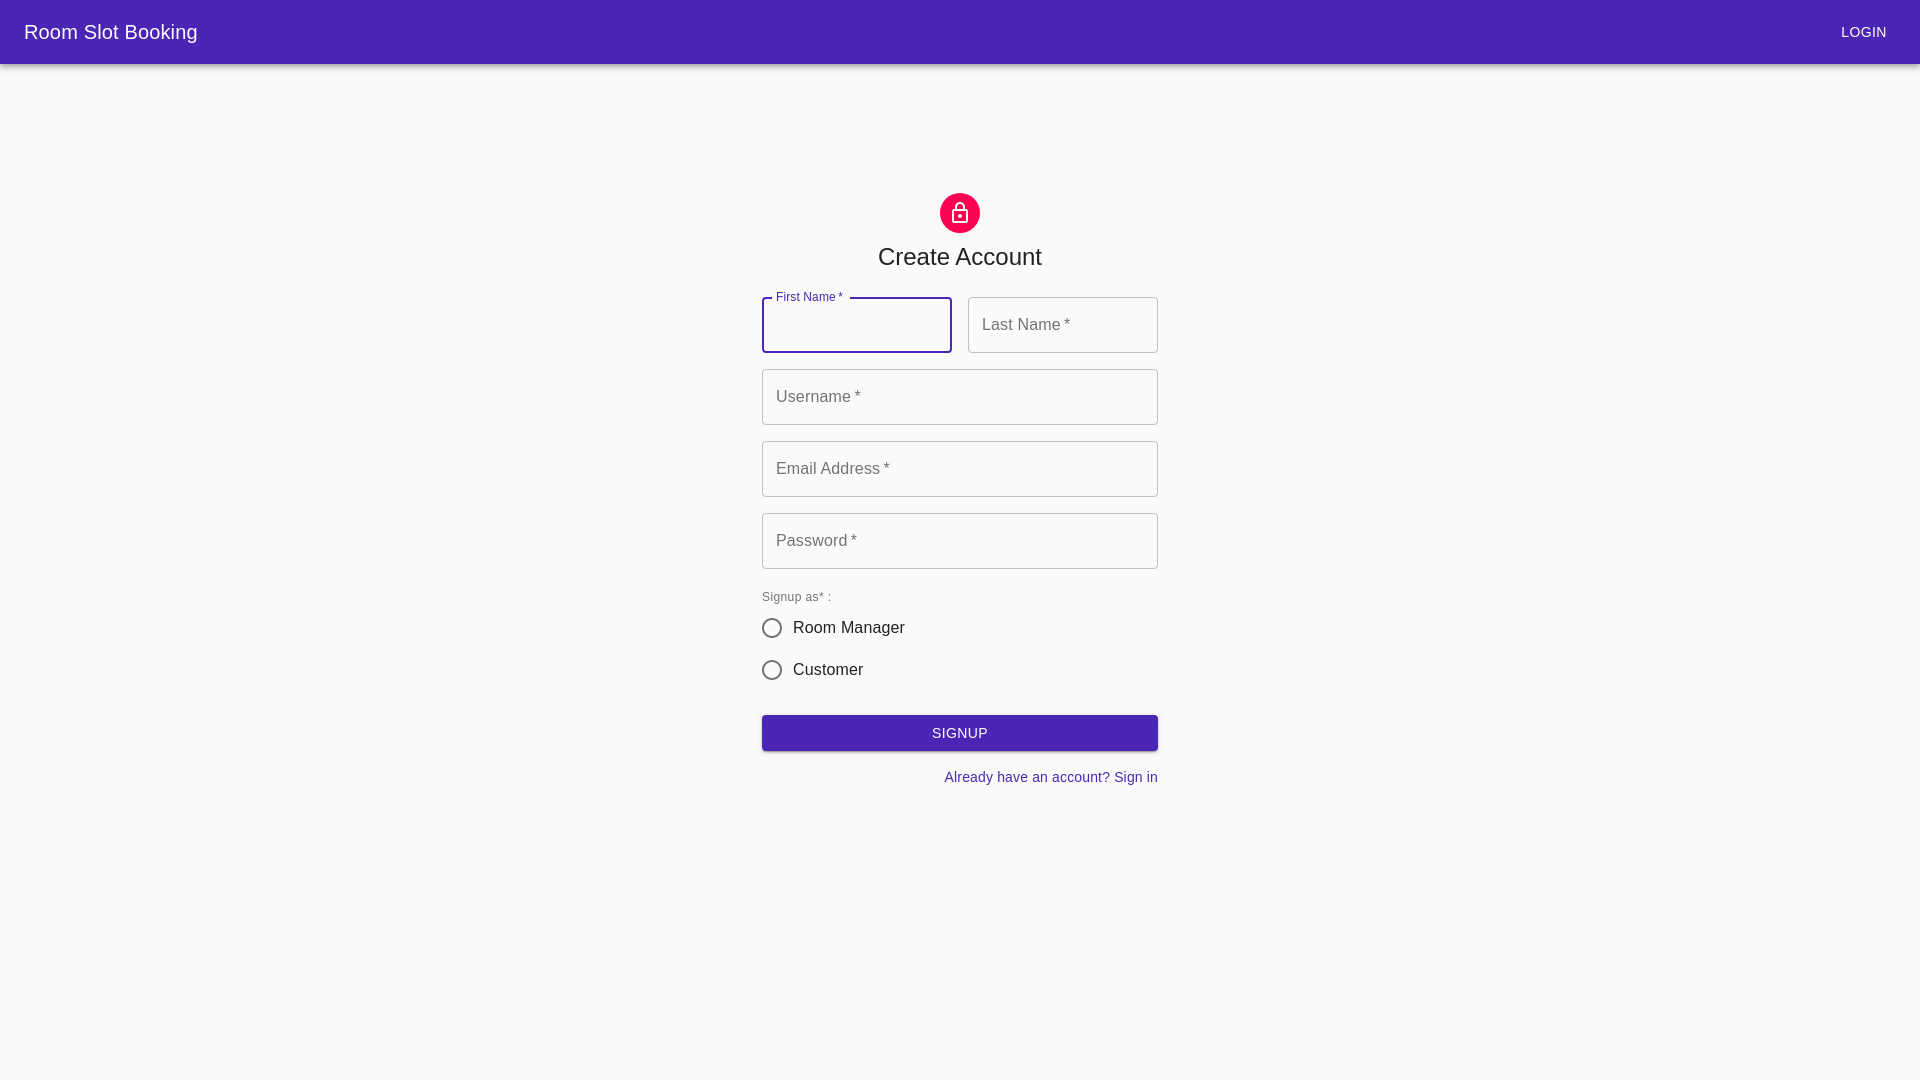 Room Slot Booking
LOGIN
Create Account
First Name *
Last Name *
Username *
Email Address *
Password *
Signup as* :
Room Manager
Customer
SIGNUP
Already have an account? Sign in